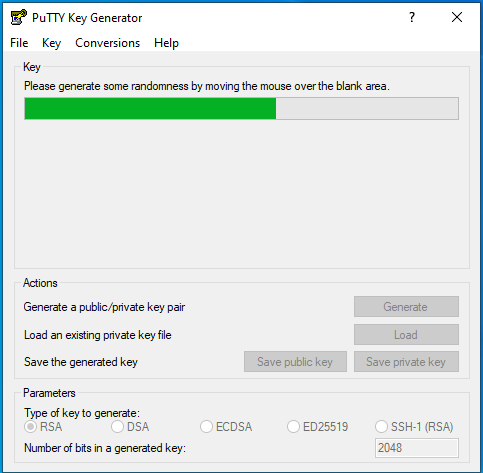 PuTTY Key Generator
?
File Key Conversions Help
Key
Please generate some randomness by moving the mouse over the blank area.
Actions
Generate a public/private key pair
Generate
Load an existing private key file
Load
Save the generated key
Save public key
Save private key
Parameters
Type of key to generate:
RSA DSA ECDSA ED25519 SSH-1 (RSA)
Number of bits in a generated key:
2048